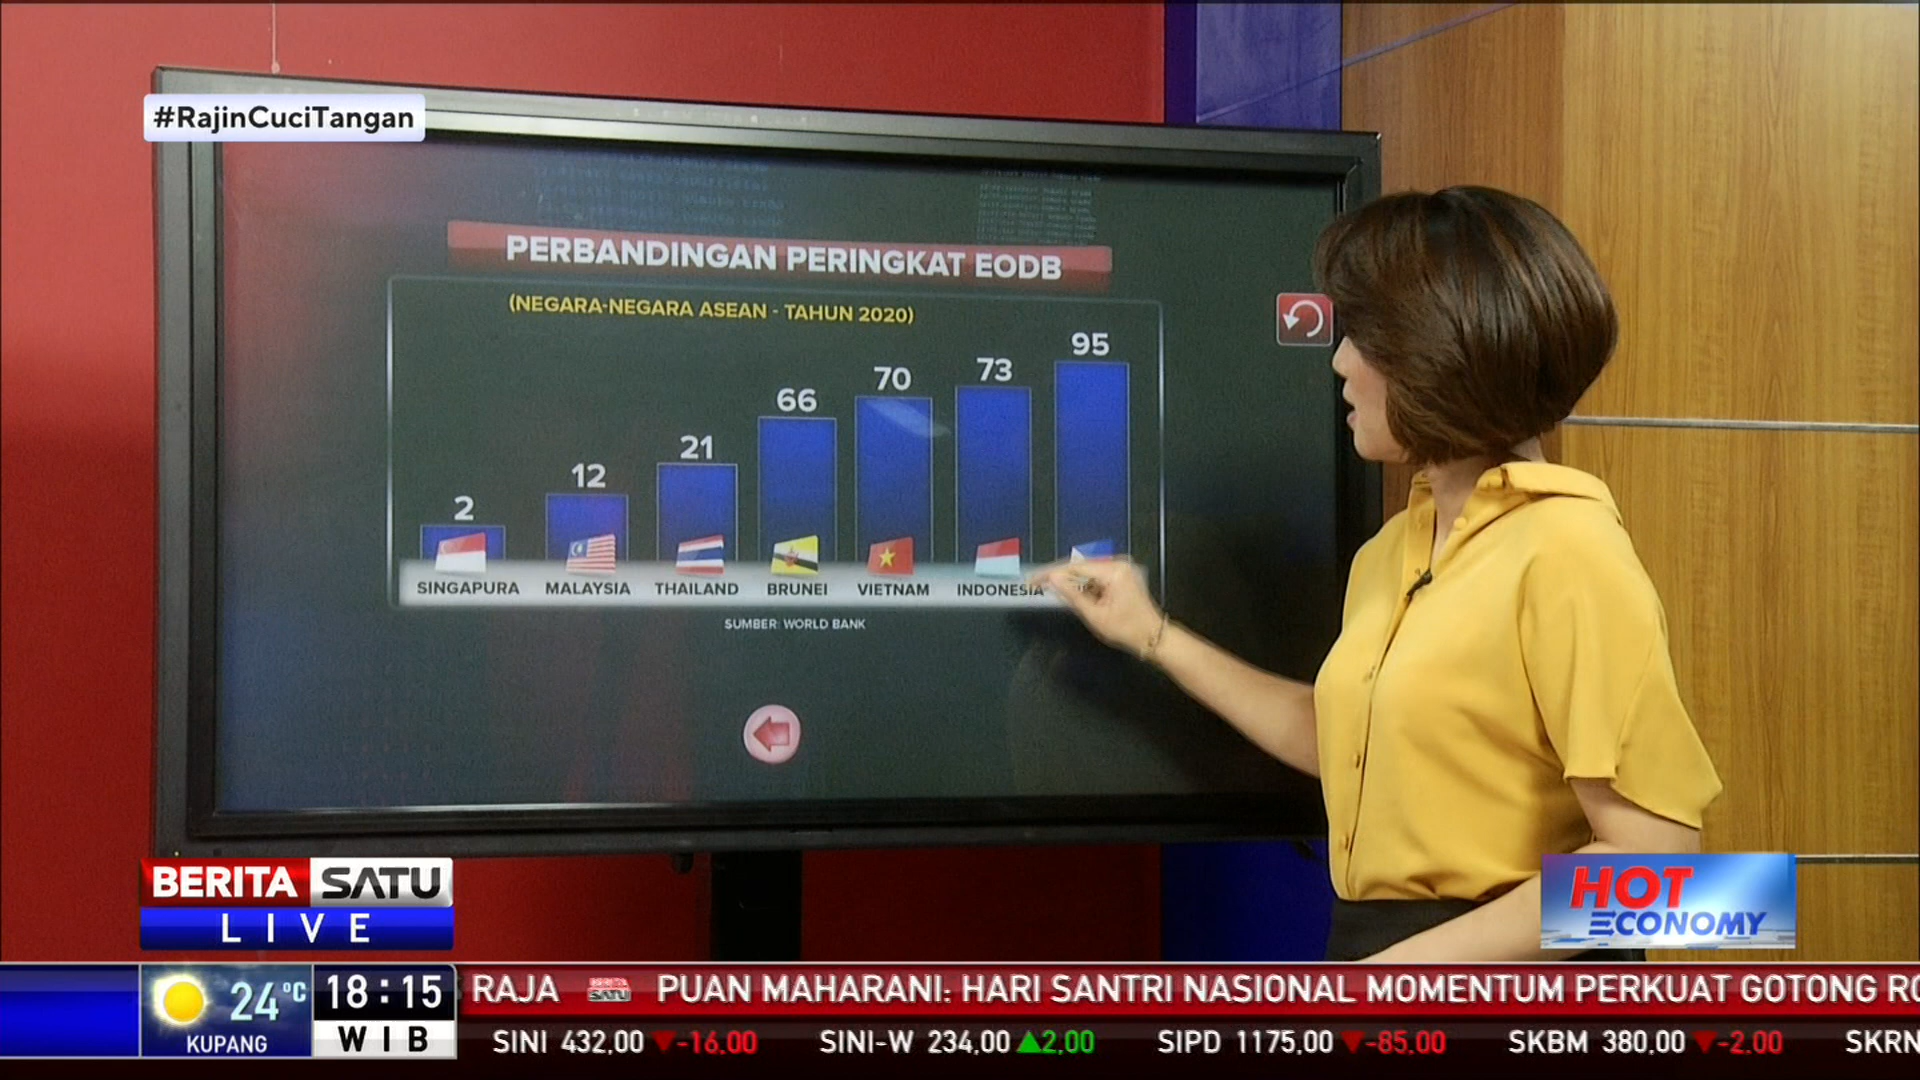 #RajinCuciTangan
PERBANDINGAN PERINGKAT EODB
(NEGARA-NEGARA ASEAN - TAHUN 2020)
2
12
21
66
70
73
95
SINGAPURA
MALAYSIA
THAILAND
BRUNEI
VIETNAM
INDONESIA
SUMBER: WORLD BANK
BERITA SATU
LIVE
HOT
ECONOMY
24°C
KUPANG
18:15
WIB
RAJA BERITA SATU PUAN MAHARANI: HARI SANTRI NASIONAL MOMENTUM PERKUAT GOTONG
SINI 432,00 ▼-16,00 SINI-W 234,00 ▲2,00 SIPD 1175,00 ▼-85,00 SKBM 380,00 ▼-2,00 SKRN